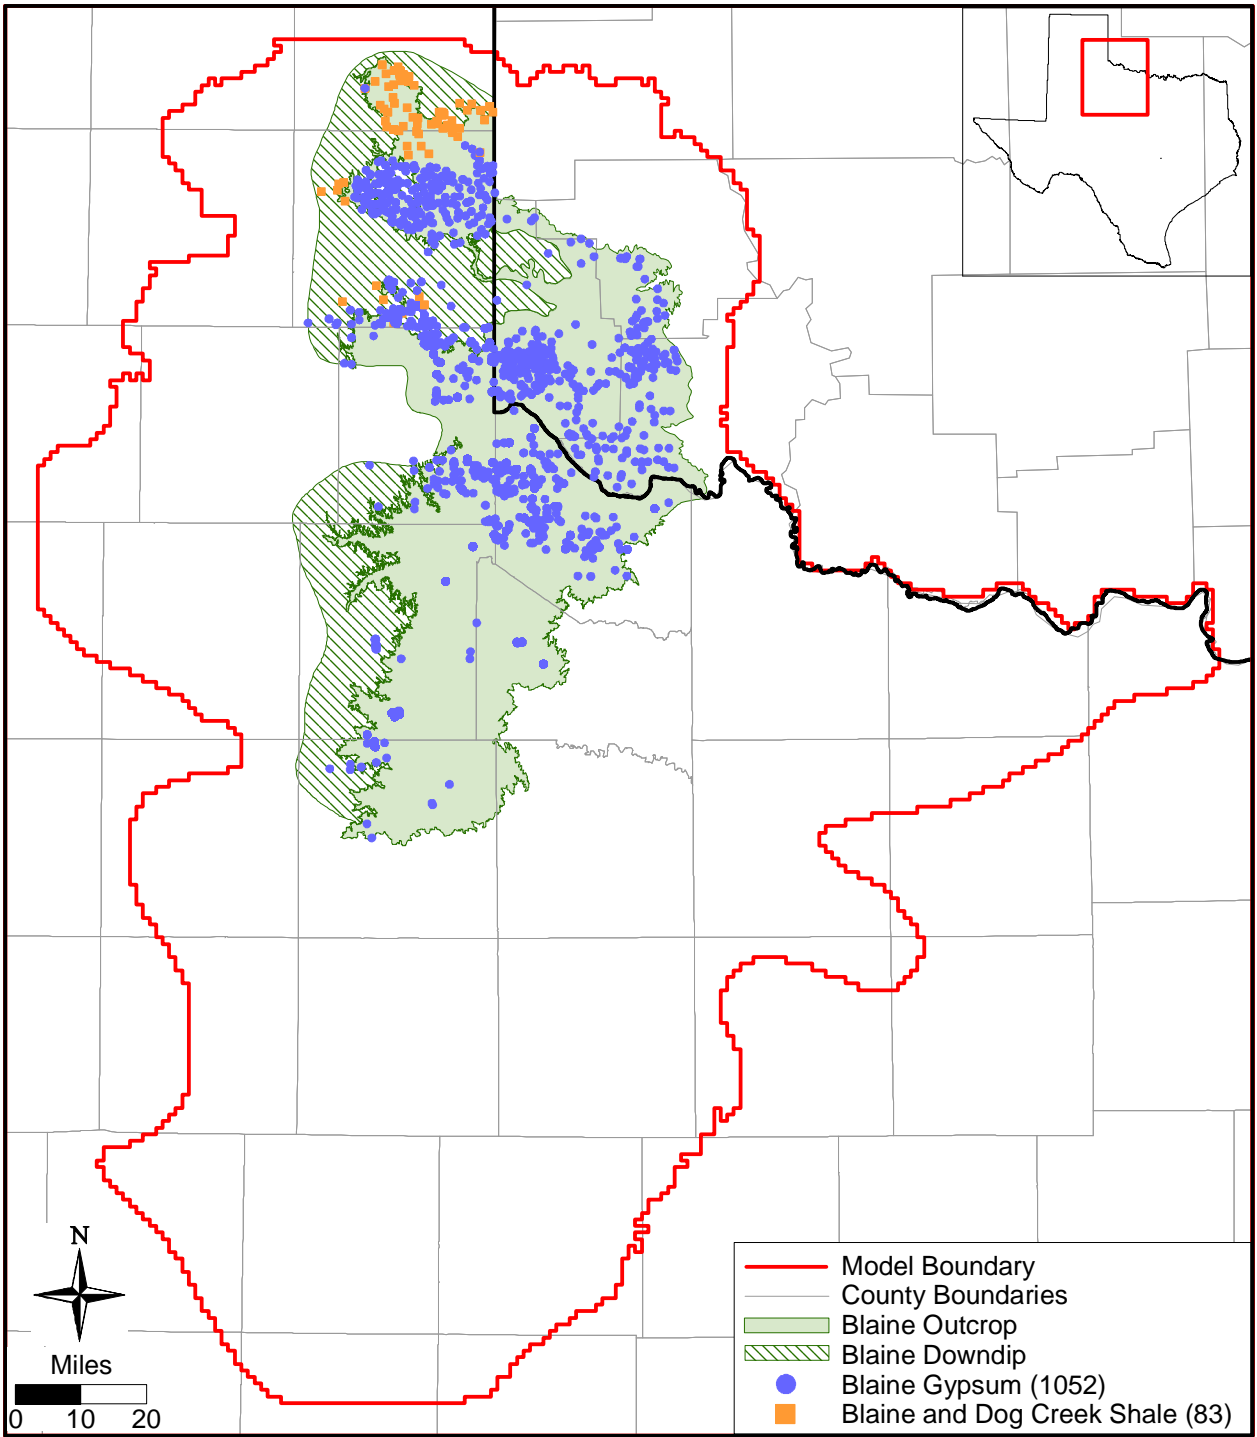 N
Miles
0 10 20
Model Boundary
County Boundaries
Blaine Outcrop
Blaine Downdip
Blaine Gypsum (1052)
Blaine and Dog Creek Shale (83)